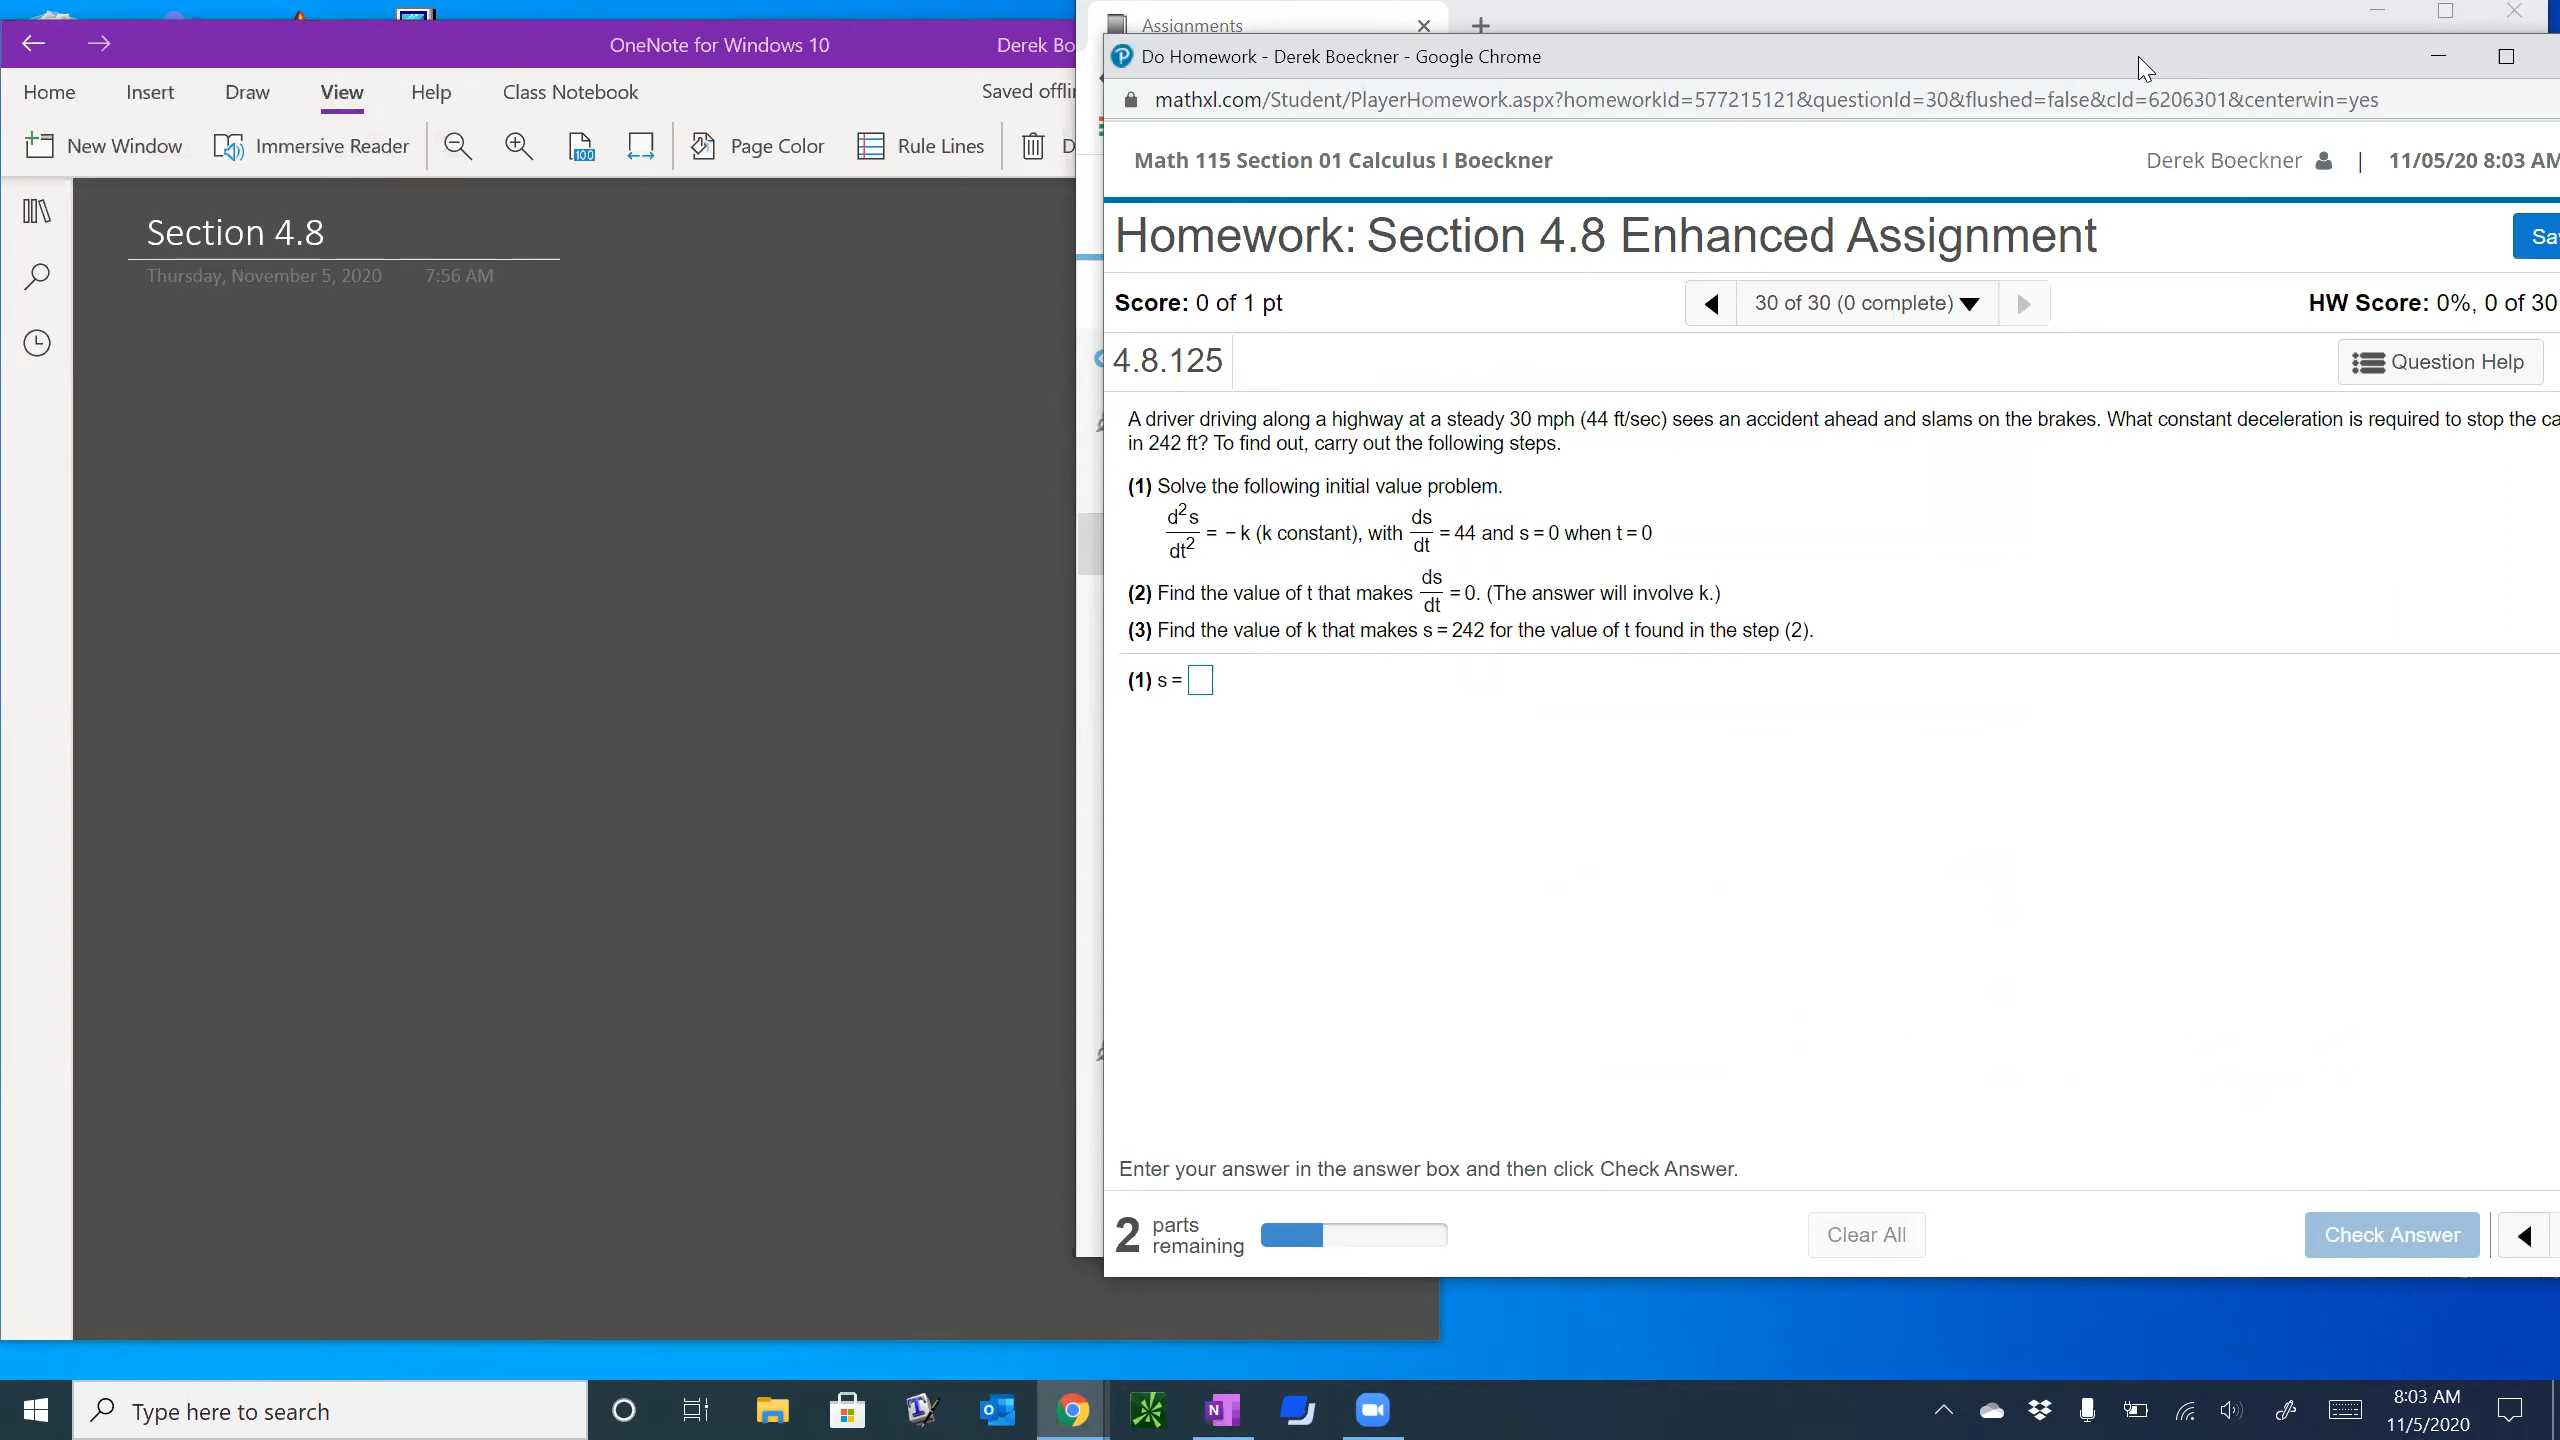 Assignments
OneNote for Windows 10
Derek Bo
Do Homework - Derek Boeckner - Google Chrome
Home Insert Draw View Help Class Notebook
Saved offli
mathxl.com/Student/PlayerHomework.aspx?homeworkId=577215121&questionId=30&flushed=false&cId=6206301&centerwin=yes
New Window Immersive Reader Page Color Rule Lines D
Math 115 Section 01 Calculus I Boeckner
Derek Boeckner | 11/05/20 8:03 AM
Section 4.8
Thursday, November 5, 2020 7:56 AM
Homework: Section 4.8 Enhanced Assignment
Sa
Score: 0 of 1 pt
30 of 30 (0 complete)
HW Score: 0%, 0 of 30
4.8.125
Question Help
A driver driving along a highway at a steady 30 mph (44 ft/sec) sees an accident ahead and slams on the brakes. What constant deceleration is required to stop the ca
in 242 ft? To find out, carry out the following steps.
(1) Solve the following initial value problem.
d²s/dt² = −k (k constant), with ds/dt = 44 and s = 0 when t = 0
(2) Find the value of t that makes ds/dt = 0. (The answer will involve k.)
(3) Find the value of k that makes s = 242 for the value of t found in the step (2).
(1) s =
Enter your answer in the answer box and then click Check Answer.
2 parts remaining
Clear All
Check Answer
Type here to search
8:03 AM
11/5/2020